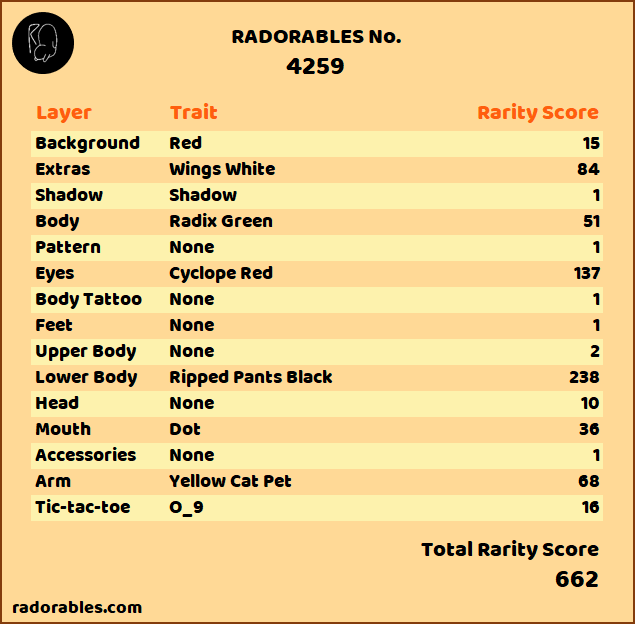 RADORABLES No.
4259
Layer Trait Rarity Score
Background Red 15
Extras Wings White 84
Shadow Shadow 1
Body Radix Green 51
Pattern None 1
Eyes Cyclope Red 137
Body Tattoo None 1
Feet None 1
Upper Body None 2
Lower Body Ripped Pants Black 238
Head None 10
Mouth Dot 36
Accessories None 1
Arm Yellow Cat Pet 68
Tic-tac-toe O_9 16
Total Rarity Score
662
radorables.com